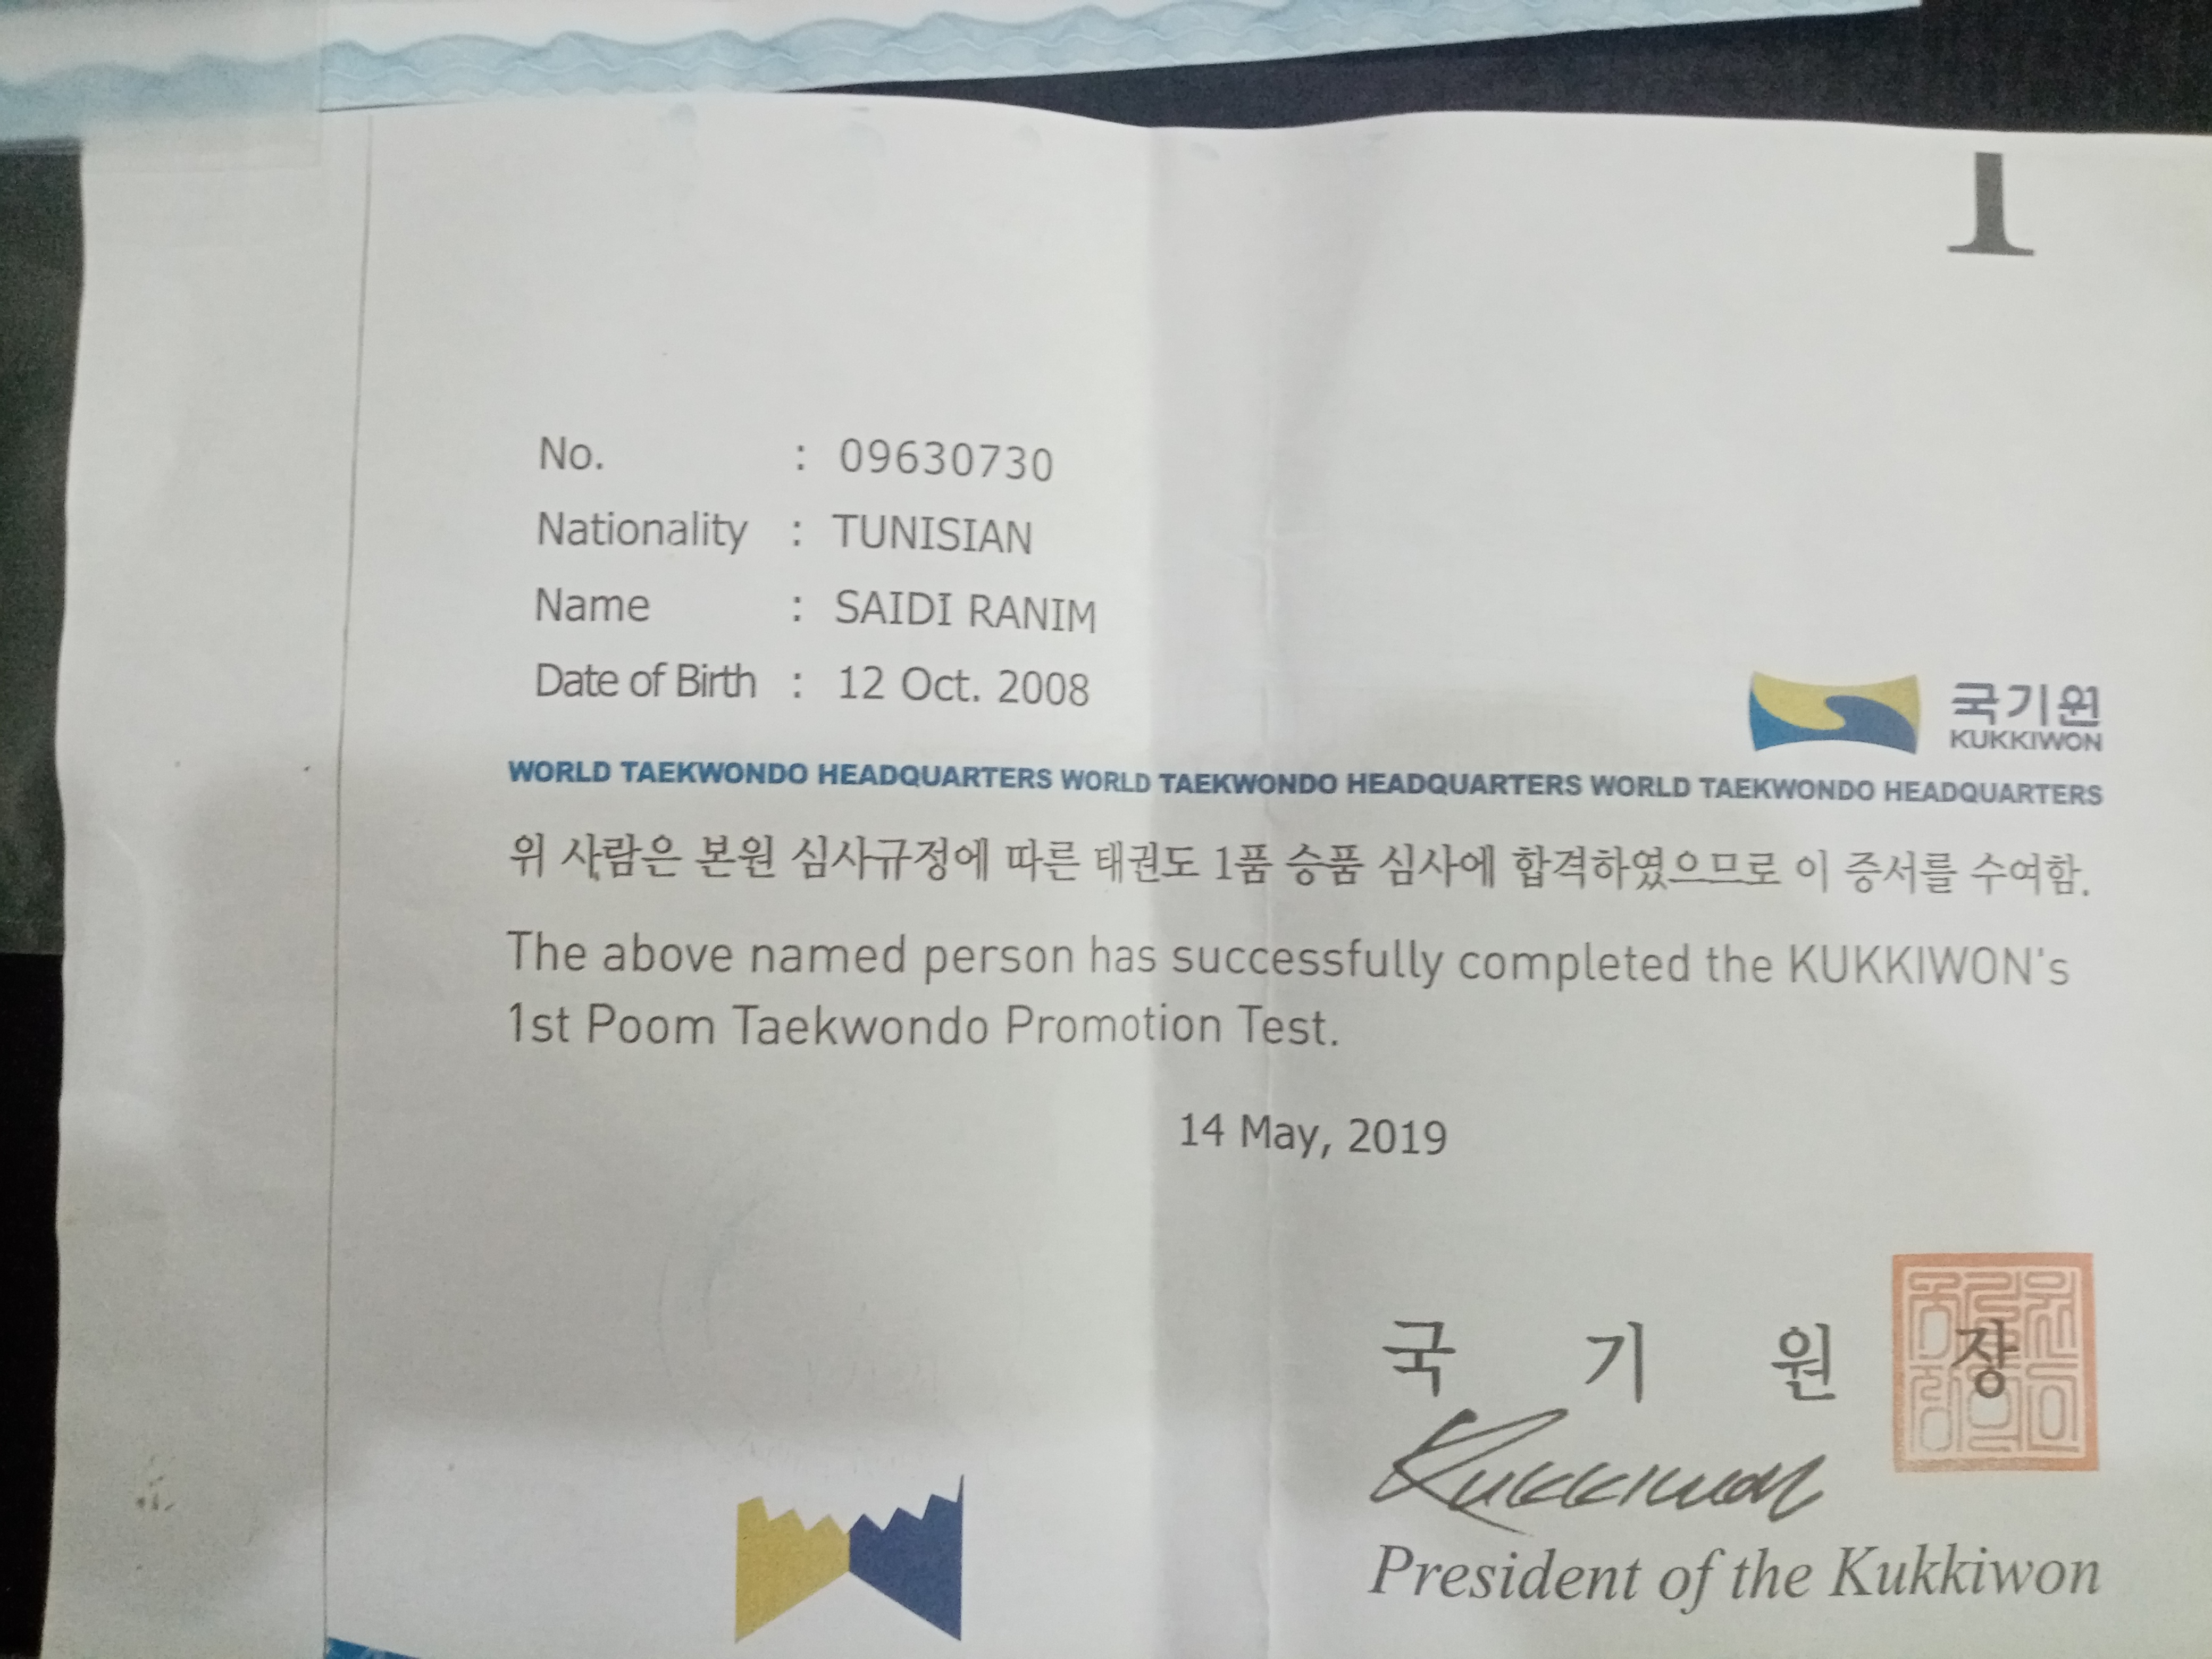 1
No. : 09630730
Nationality : TUNISIAN
Name : SAIDI RANIM
Date of Birth : 12 Oct. 2008
국기원
KUKKIWON
WORLD TAEKWONDO HEADQUARTERS WORLD TAEKWONDO HEADQUARTERS WORLD TAEKWONDO HEADQUARTERS
위 사람은 본원 심사규정에 따른 태권도 1품 승품 심사에 합격하였으므로 이 증서를 수여함.
The above named person has successfully completed the KUKKIWON's
1st Poom Taekwondo Promotion Test.
14 May, 2019
국 기 원 장
Kukkiwon
President of the Kukkiwon